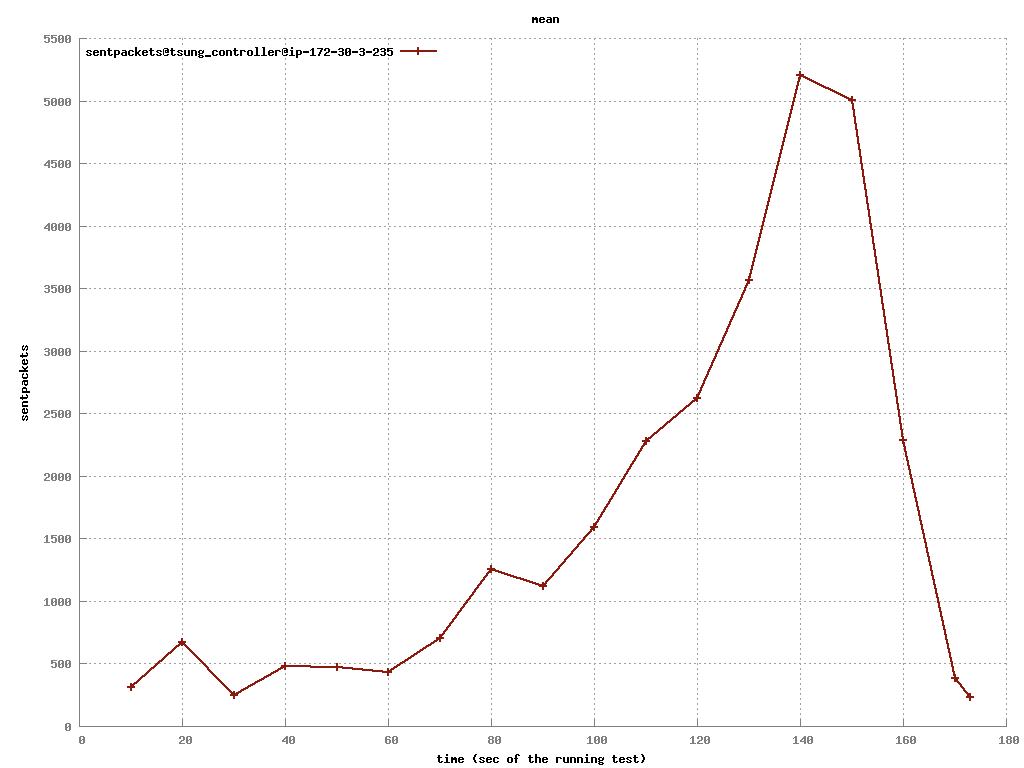 mean
5500
sentpackets@tsung_controller@ip-172-30-3-235
5000
4500
4000
3500
3000
sentpackets
2500
2000
1500
1000
500
0
0 20 40 60 80 100 120 140 160 180
time (sec of the running test)